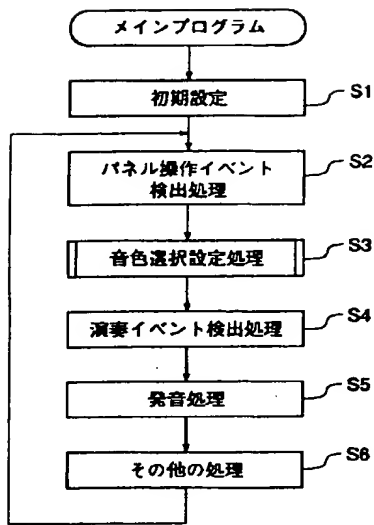 メインプログラム
初期設定
S1
パネル操作イベント
検出処理
S2
音色選択設定処理
S3
演奏イベント検出処理
S4
発音処理
S5
その他の処理
S6